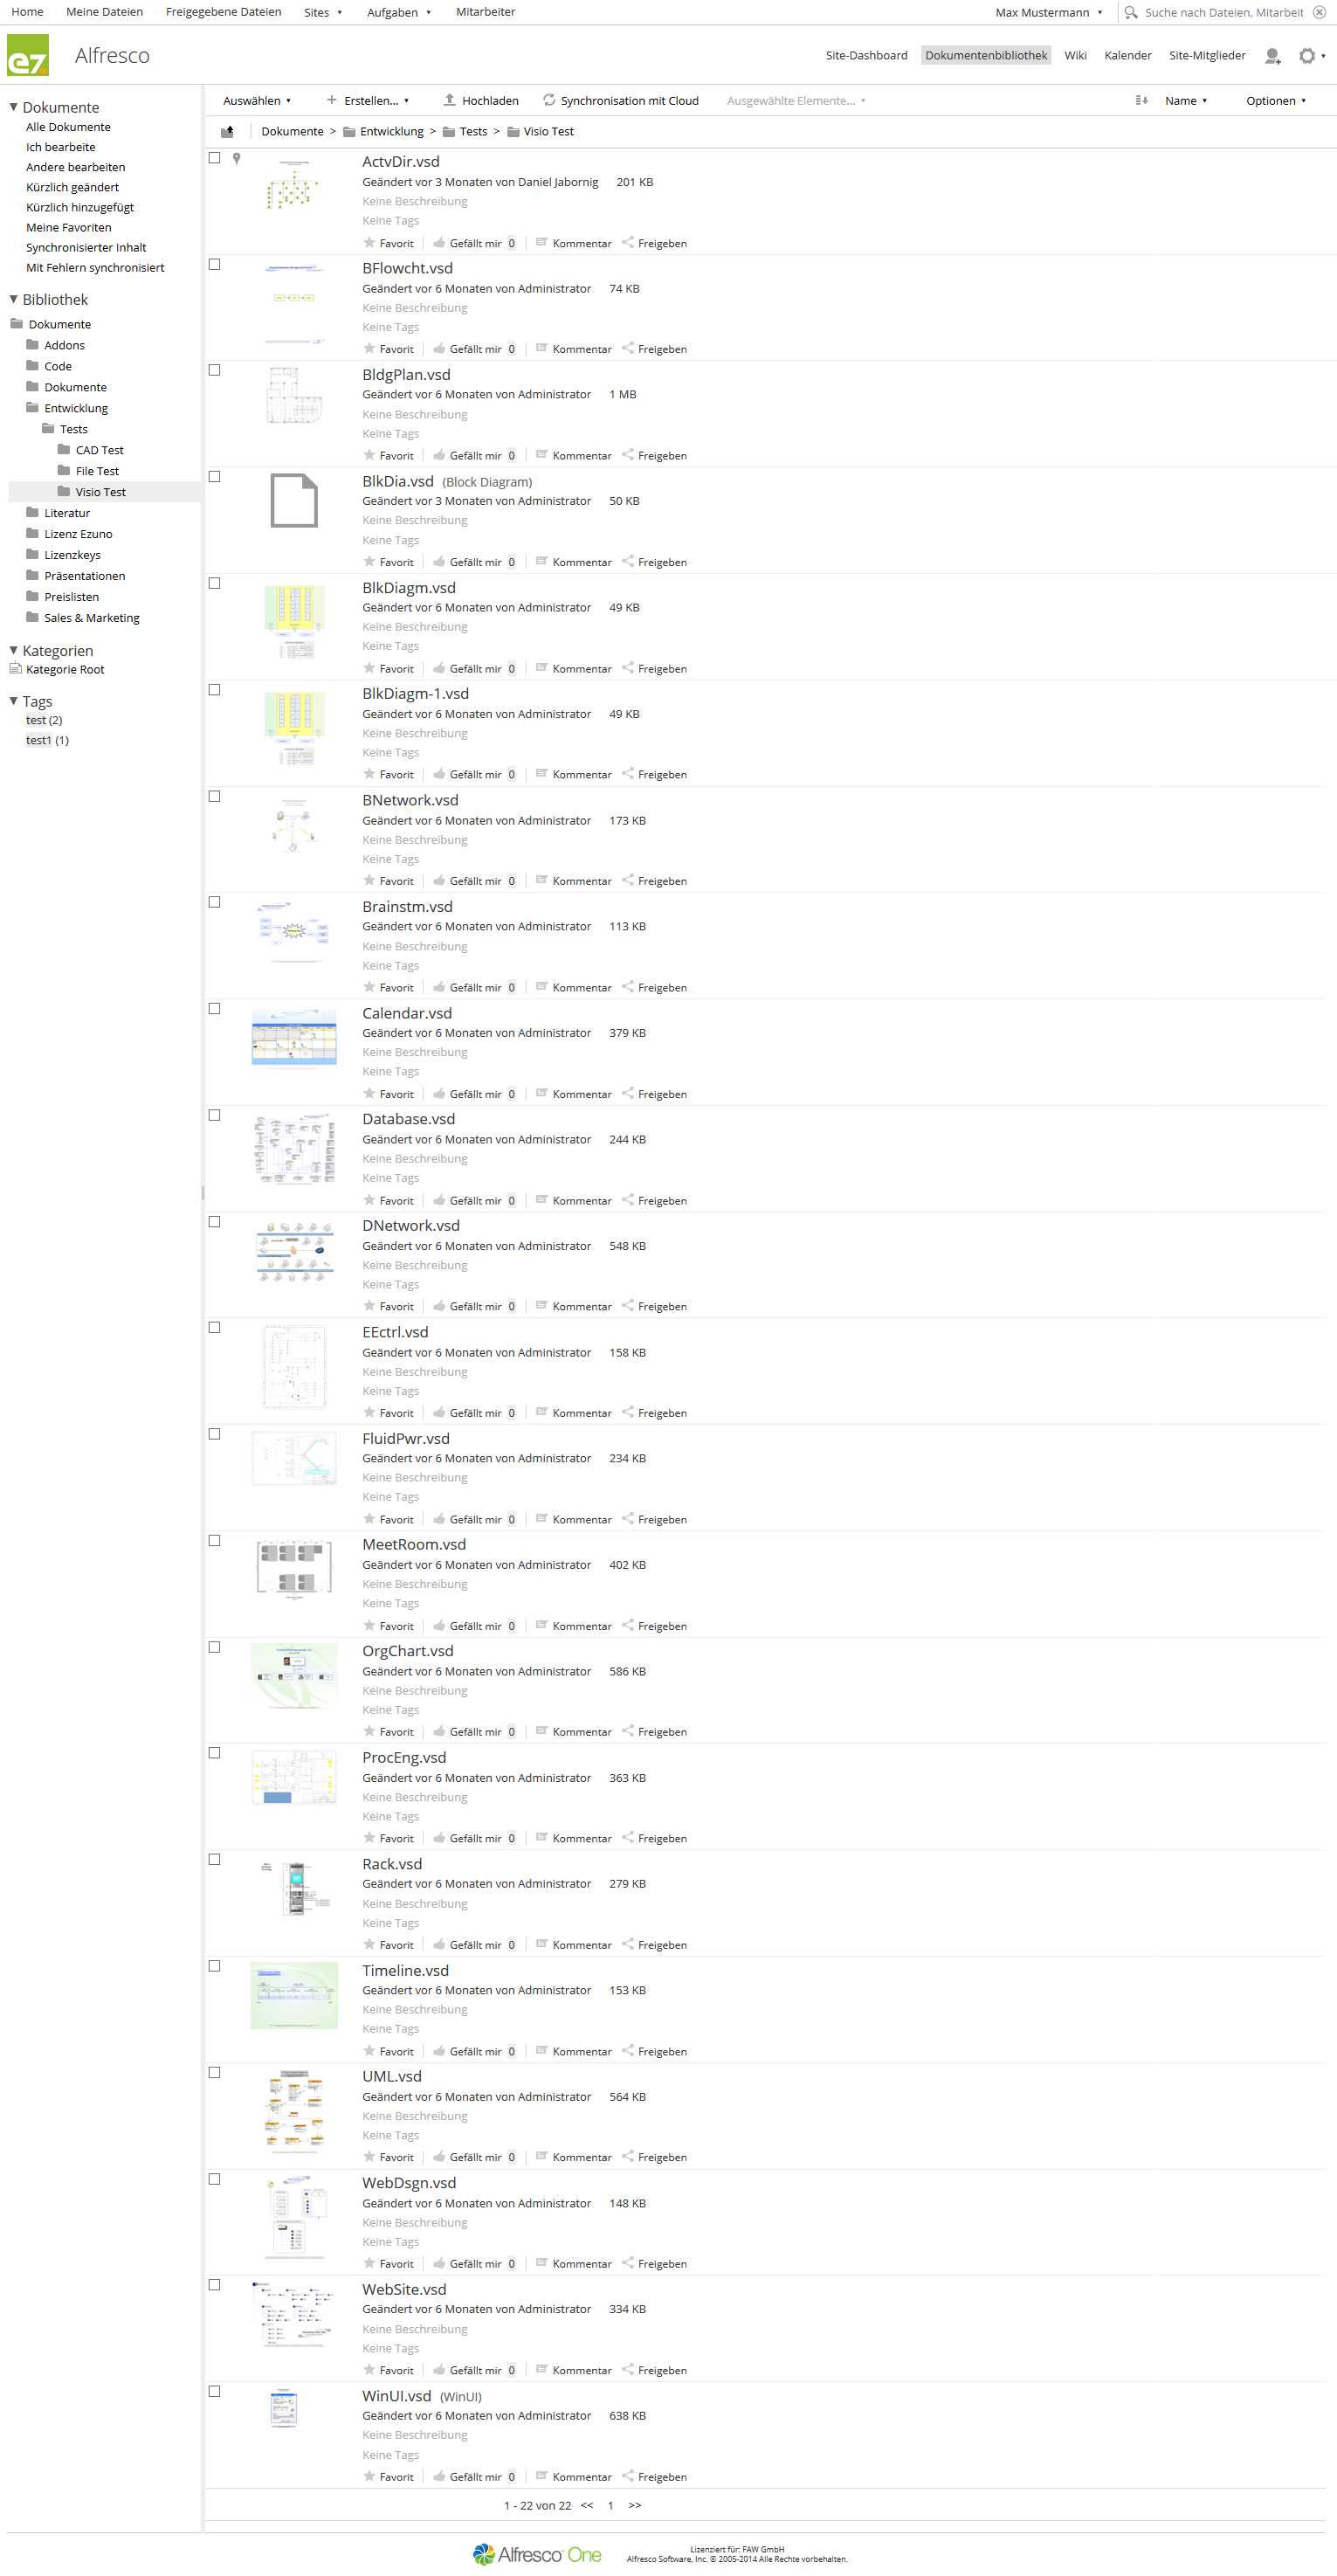 Home Meine Dateien Freigegebene Dateien Sites Aufgaben Mitarbeiter Max Mustermann Suche nach Dateien, Mitarbeit
e7 Alfresco Site-Dashboard Dokumentenbibliothek Wiki Kalender Site-Mitglieder
Auswählen Erstellen... Hochladen Synchronisation mit Cloud Ausgewählte Elemente... Name Optionen
Dokumente > Entwicklung > Tests > Visio Test
Dokumente
Alle Dokumente
Ich bearbeite
Andere bearbeiten
Kürzlich geändert
Kürzlich hinzugefügt
Meine Favoriten
Synchronisierter Inhalt
Mit Fehlern synchronisiert
Bibliothek
Dokumente
Addons
Code
Dokumente
Entwicklung
Tests
CAD Test
File Test
Visio Test
Literatur
Lizenz Ezuno
Lizenzkeys
Präsentationen
Preislisten
Sales & Marketing
Kategorien
Kategorie Root
Tags
test (2)
test1 (1)
ActvDir.vsd
Geändert vor 3 Monaten von Daniel Jabornig 201 KB
Keine Beschreibung
Keine Tags
Favorit Gefällt mir 0 Kommentar Freigeben
BFlowcht.vsd
Geändert vor 6 Monaten von Administrator 74 KB
Keine Beschreibung
Keine Tags
Favorit Gefällt mir 0 Kommentar Freigeben
BldgPlan.vsd
Geändert vor 6 Monaten von Administrator 1 MB
Keine Beschreibung
Keine Tags
Favorit Gefällt mir 0 Kommentar Freigeben
BlkDia.vsd (Block Diagram)
Geändert vor 3 Monaten von Administrator 50 KB
Keine Beschreibung
Keine Tags
Favorit Gefällt mir 0 Kommentar Freigeben
BlkDiagm.vsd
Geändert vor 6 Monaten von Administrator 49 KB
Keine Beschreibung
Keine Tags
Favorit Gefällt mir 0 Kommentar Freigeben
BlkDiagm-1.vsd
Geändert vor 6 Monaten von Administrator 49 KB
Keine Beschreibung
Keine Tags
Favorit Gefällt mir 0 Kommentar Freigeben
BNetwork.vsd
Geändert vor 6 Monaten von Administrator 173 KB
Keine Beschreibung
Keine Tags
Favorit Gefällt mir 0 Kommentar Freigeben
Brainstm.vsd
Geändert vor 6 Monaten von Administrator 113 KB
Keine Beschreibung
Keine Tags
Favorit Gefällt mir 0 Kommentar Freigeben
Calendar.vsd
Geändert vor 6 Monaten von Administrator 379 KB
Keine Beschreibung
Keine Tags
Favorit Gefällt mir 0 Kommentar Freigeben
Database.vsd
Geändert vor 6 Monaten von Administrator 244 KB
Keine Beschreibung
Keine Tags
Favorit Gefällt mir 0 Kommentar Freigeben
DNetwork.vsd
Geändert vor 6 Monaten von Administrator 548 KB
Keine Beschreibung
Keine Tags
Favorit Gefällt mir 0 Kommentar Freigeben
EEctrl.vsd
Geändert vor 6 Monaten von Administrator 158 KB
Keine Beschreibung
Keine Tags
Favorit Gefällt mir 0 Kommentar Freigeben
FluidPwr.vsd
Geändert vor 6 Monaten von Administrator 234 KB
Keine Beschreibung
Keine Tags
Favorit Gefällt mir 0 Kommentar Freigeben
MeetRoom.vsd
Geändert vor 6 Monaten von Administrator 402 KB
Keine Beschreibung
Keine Tags
Favorit Gefällt mir 0 Kommentar Freigeben
OrgChart.vsd
Geändert vor 6 Monaten von Administrator 586 KB
Keine Beschreibung
Keine Tags
Favorit Gefällt mir 0 Kommentar Freigeben
ProcEng.vsd
Geändert vor 6 Monaten von Administrator 363 KB
Keine Beschreibung
Keine Tags
Favorit Gefällt mir 0 Kommentar Freigeben
Rack.vsd
Geändert vor 6 Monaten von Administrator 279 KB
Keine Beschreibung
Keine Tags
Favorit Gefällt mir 0 Kommentar Freigeben
Timeline.vsd
Geändert vor 6 Monaten von Administrator 153 KB
Keine Beschreibung
Keine Tags
Favorit Gefällt mir 0 Kommentar Freigeben
UML.vsd
Geändert vor 6 Monaten von Administrator 564 KB
Keine Beschreibung
Keine Tags
Favorit Gefällt mir 0 Kommentar Freigeben
WebDsgn.vsd
Geändert vor 6 Monaten von Administrator 148 KB
Keine Beschreibung
Keine Tags
Favorit Gefällt mir 0 Kommentar Freigeben
WebSite.vsd
Geändert vor 6 Monaten von Administrator 334 KB
Keine Beschreibung
Keine Tags
Favorit Gefällt mir 0 Kommentar Freigeben
WinUI.vsd (WinUI)
Geändert vor 6 Monaten von Administrator 638 KB
Keine Beschreibung
Keine Tags
Favorit Gefällt mir 0 Kommentar Freigeben
1 - 22 von 22 << 1 >>
Alfresco One
Lizenziert für: FAW GmbH
Alfresco Software, Inc. © 2005-2014 Alle Rechte vorbehalten.